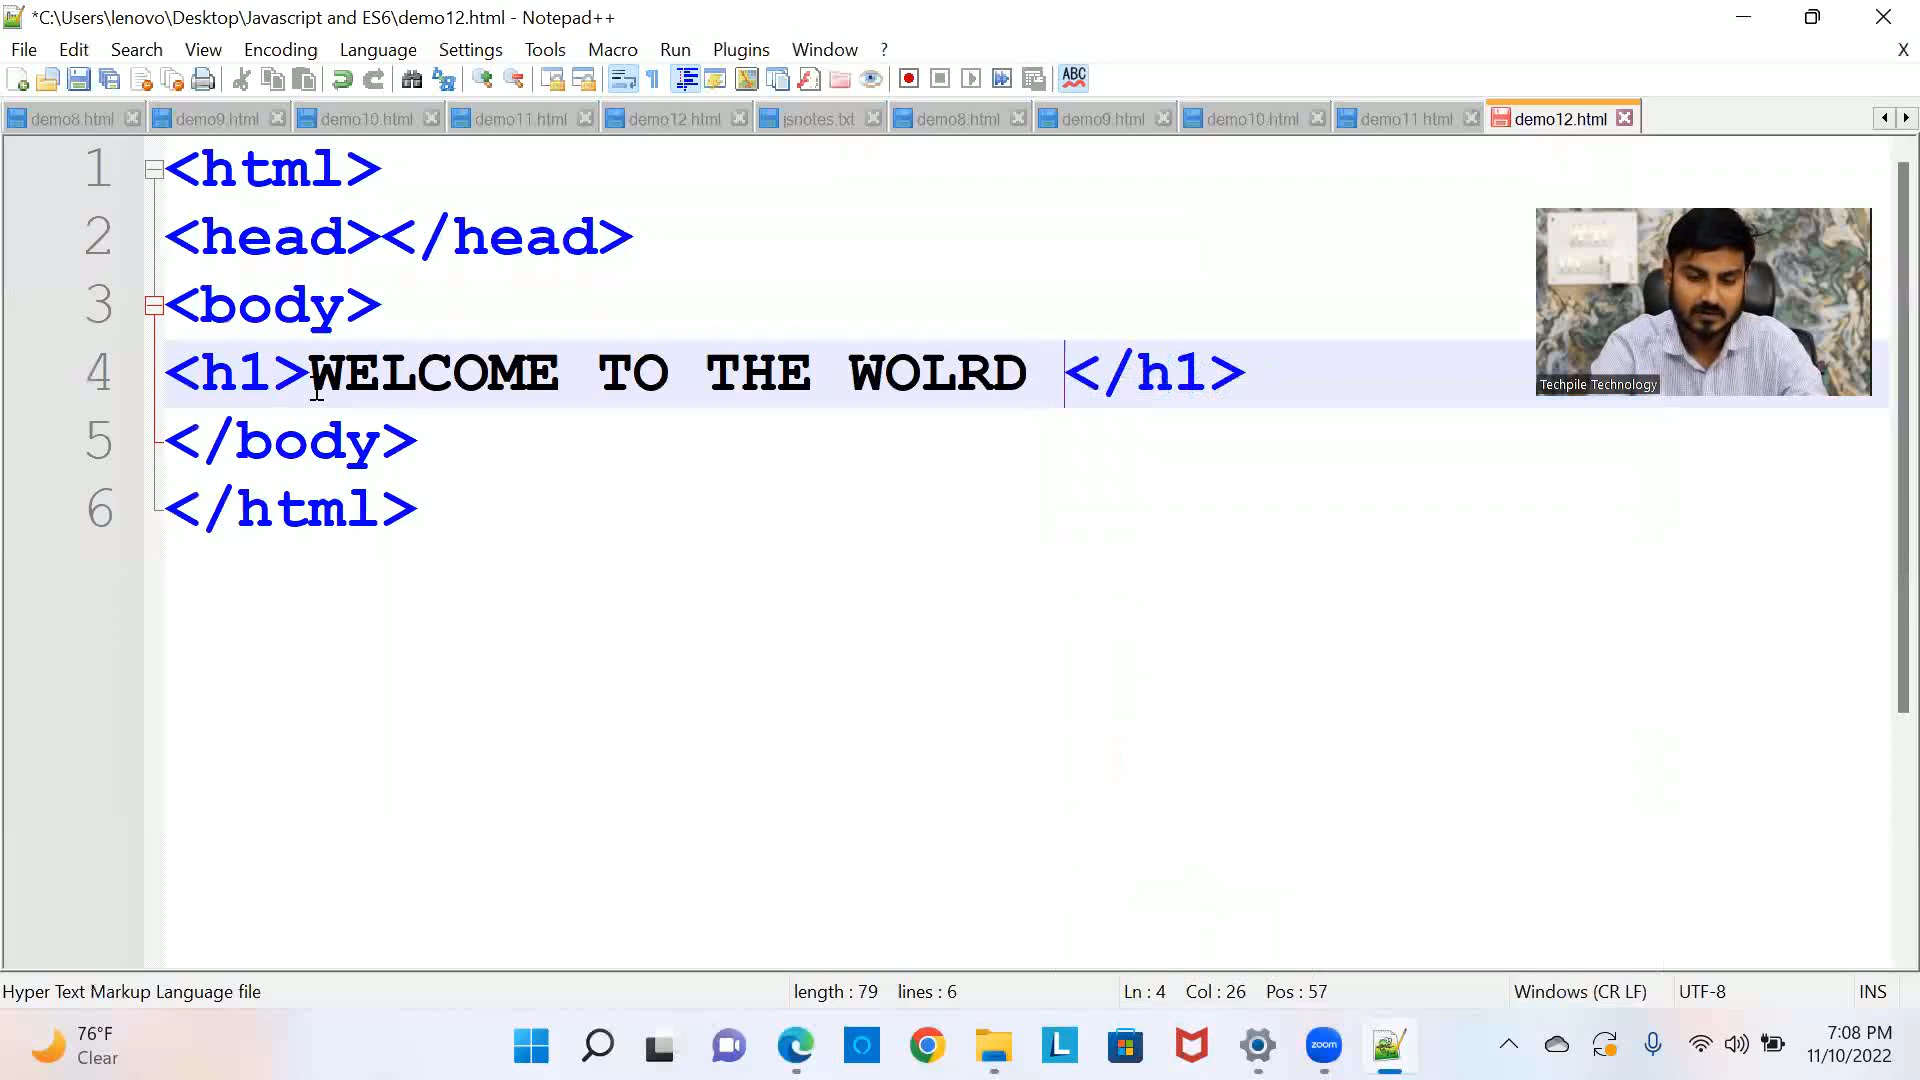 *C:\Users\lenovo\Desktop\Javascript and ES6\demo12.html - Notepad++
File Edit Search View Encoding Language Settings Tools Macro Run Plugins Window ? X
ABC
demo8.html demo9.html demo10.html demo11.html demo12.html jsnotes.txt demo8.html demo9.html demo10.html demo11.html demo12.html
1 <html>
2 <head></head>
3 <body>
4 <h1>WELCOME TO THE WOLRD </h1>
5 </body>
6 </html>
Techpile Technology
Hyper Text Markup Language file length : 79 lines : 6 Ln : 4 Col : 26 Pos : 57 Windows (CR LF) UTF-8 INS
76°F
Clear
L
zoom
7:08 PM
11/10/2022